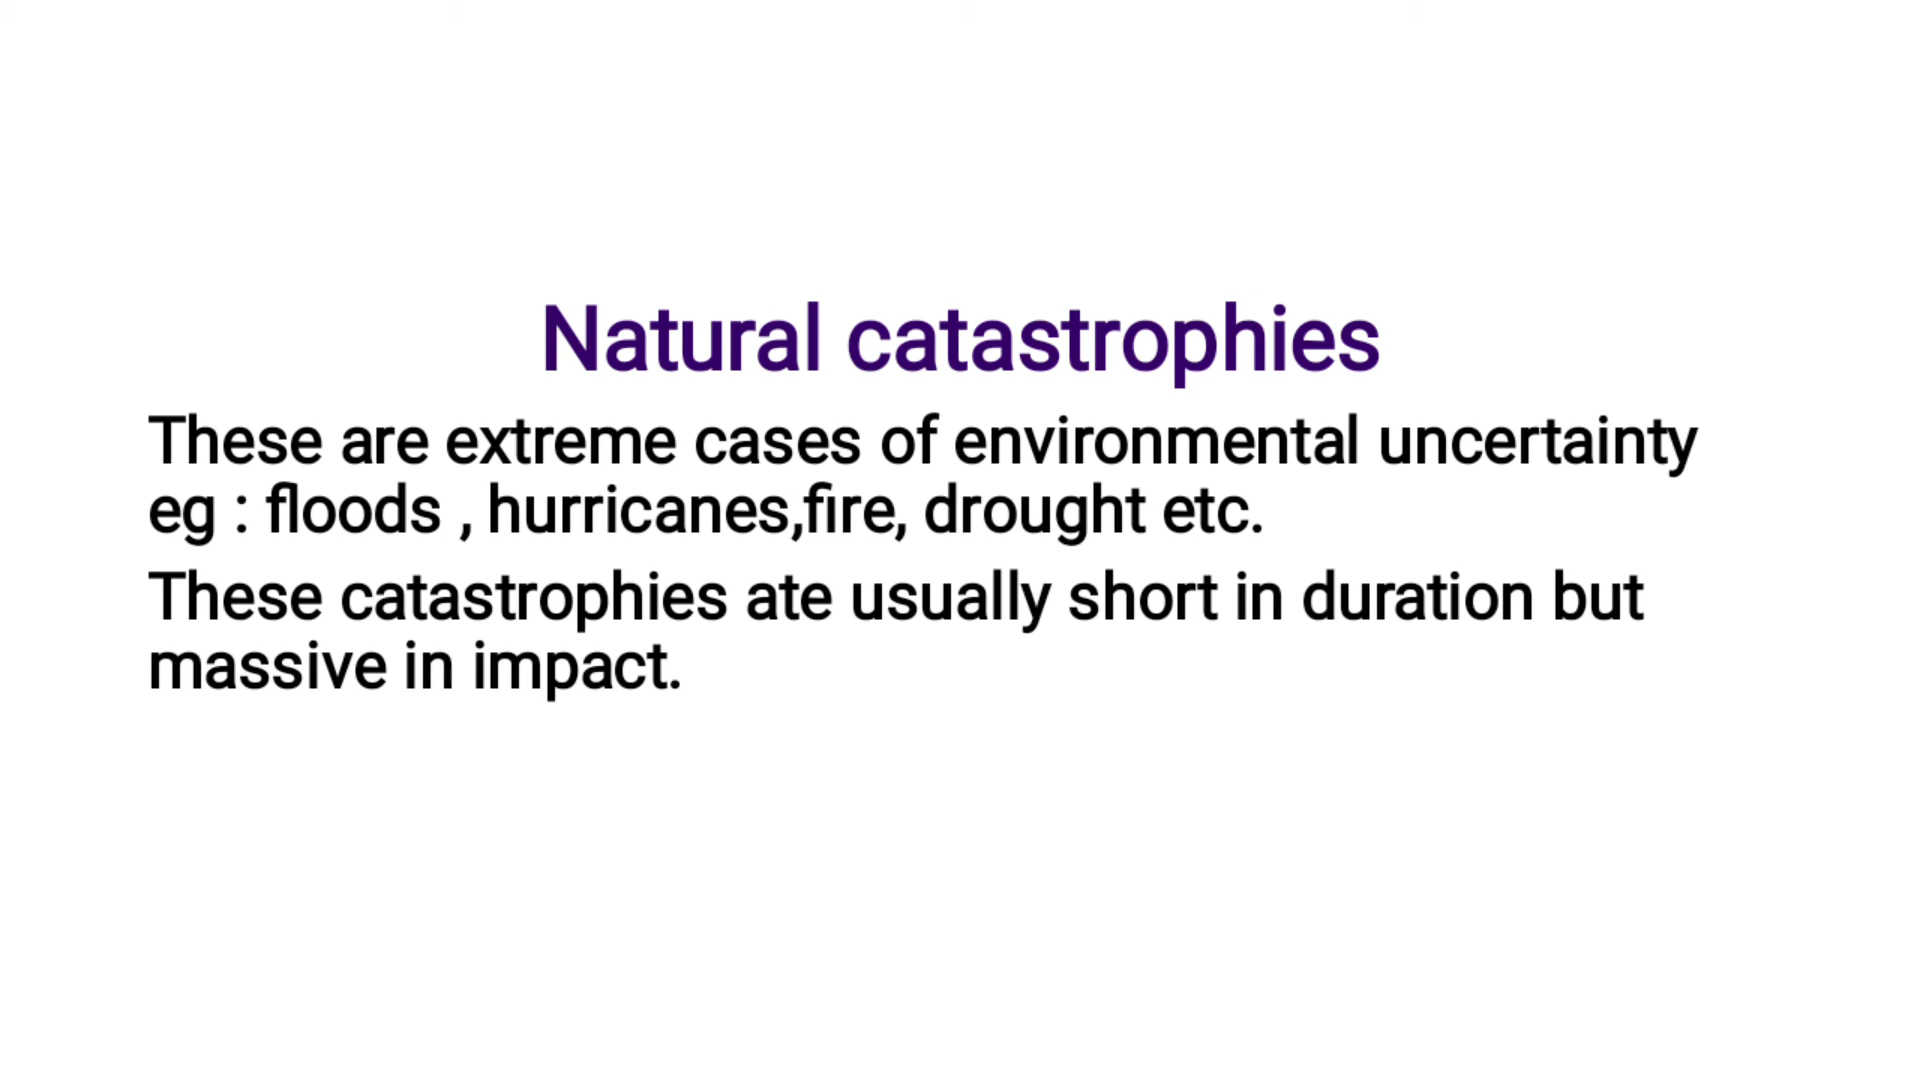 Natural catastrophies
These are extreme cases of environmental uncertainty
eg : floods , hurricanes,fire, drought etc.
These catastrophies ate usually short in duration but
massive in impact.